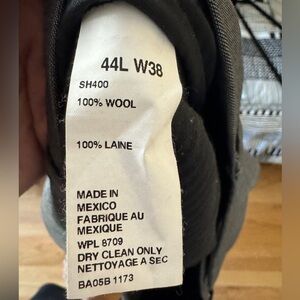 44L W38
SH400
100% WOOL
100% LAINE
MADE IN
MEXICO
FABRIQUE AU
MEXIQUE
WPL 8709
DRY CLEAN ONLY
NETTOYAGE A SEC
BA05B 1173